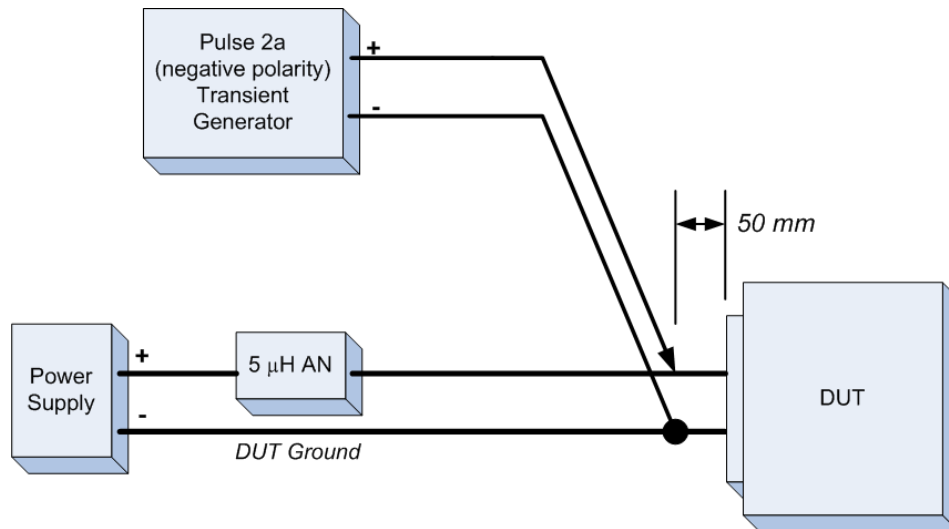 Pulse 2a
(negative polarity)
Transient
Generator
+
-
50 mm
Power
Supply
+
-
5 μH AN
DUT Ground
DUT